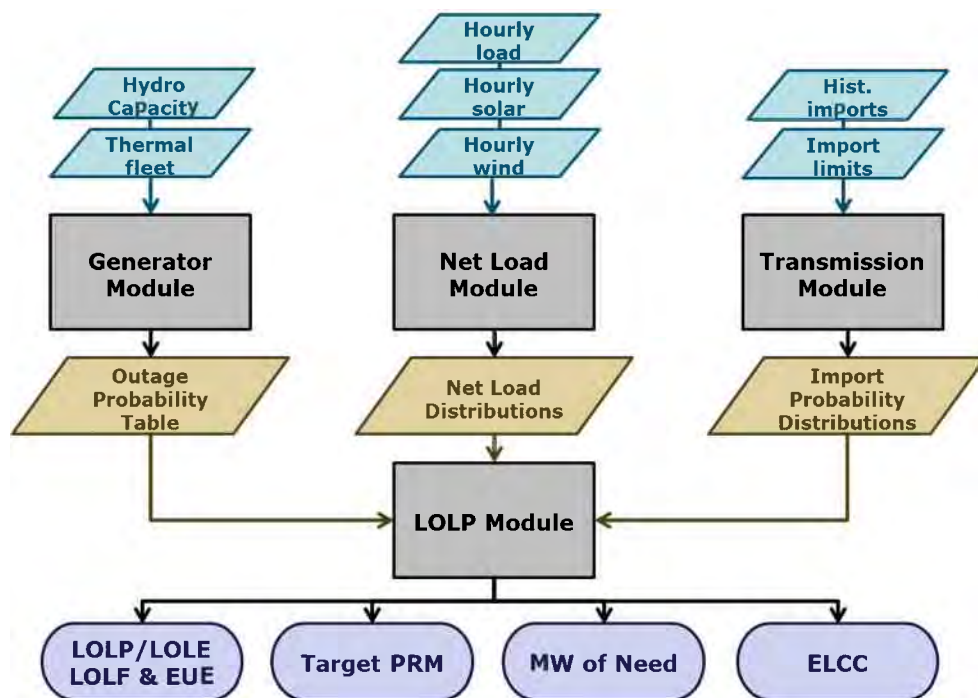 Hourly
load
Hydro
Capacity
Hourly
solar
Hist.
imports
Thermal
fleet
Hourly
wind
Import
limits
Generator
Module
Net Load
Module
Transmission
Module
Outage
Probability
Table
Net Load
Distributions
Import
Probability
Distributions
LOLP Module
LOLP/LOLE
LOLF & EUE
Target PRM
MW of Need
ELCC